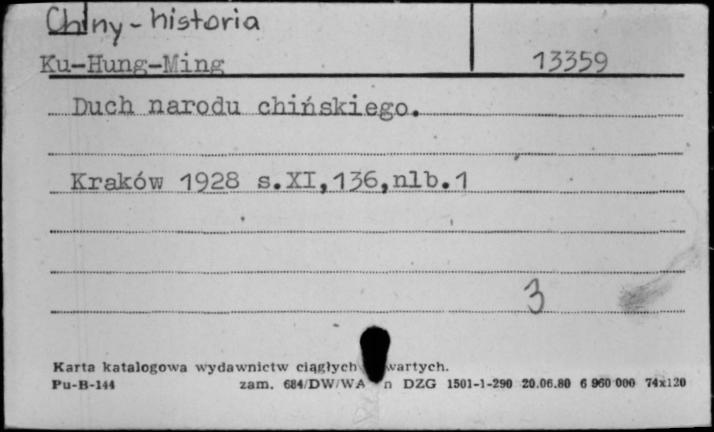 Chiny - historia
Ku-Hung-Ming 13359
Duch narodu chińskiego.
Kraków 1928 s.XI,136,nlb.1
3
Karta katalogowa wydawnictw ciągłych wartych.
Pu-B-144 zam. 684/DW/WA n DZG 1501-1-290 20.06.80 6 960 000 74x120